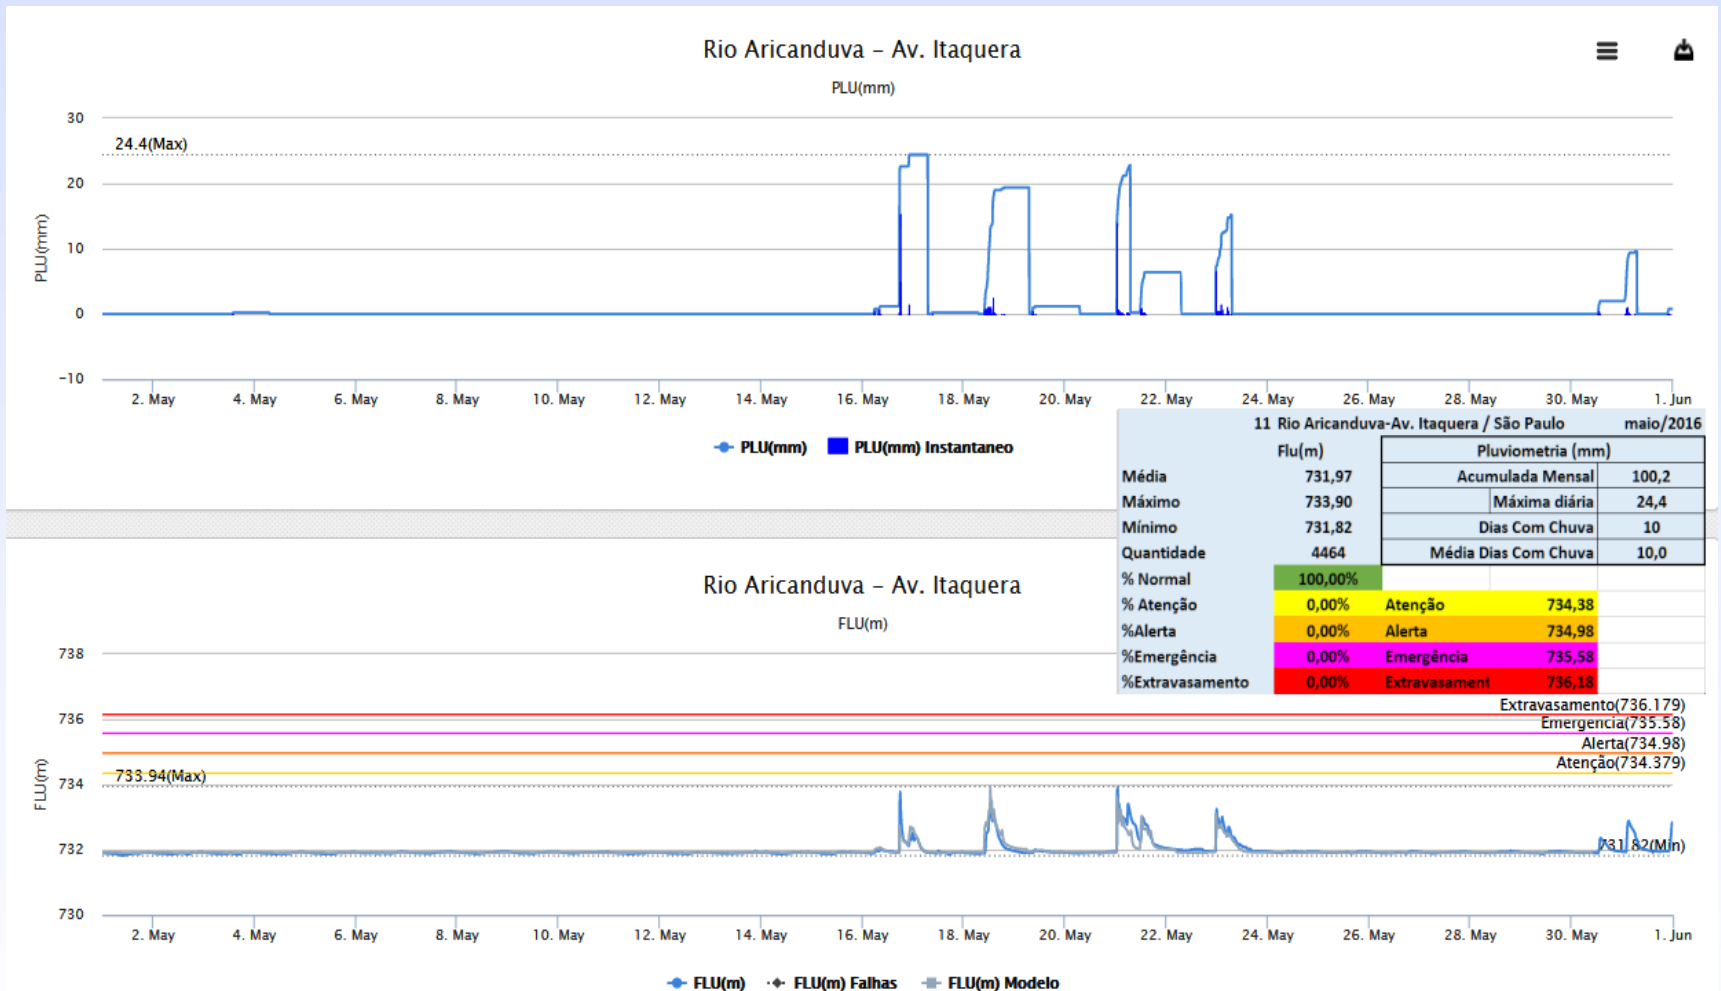 Rio Aricanduva - Av. Itaquera
PLU(mm)
30
24.4(Max)
20
10
0
-10
PLU(mm)
2. May 4. May 6. May 8. May 10. May 12. May 14. May 16. May 18. May 20. May 22. May 24. May 26. May 28. May 30. May 1. Jun
PLU(mm) PLU(mm) Instantaneo
11 Rio Aricanduva-Av. Itaquera / São Paulo maio/2016
Flu(m) Pluviometria (mm)
Média 731,97 Acumulada Mensal 100,2
Máximo 733,90 Máxima diária 24,4
Mínimo 731,82 Dias Com Chuva 10
Quantidade 4464 Média Dias Com Chuva 10,0
% Normal 100,00%
% Atenção 0,00% Atenção 734,38
%Alerta 0,00% Alerta 734,98
%Emergência 0,00% Emergência 735,58
%Extravasamento 0,00% Extravasament 736,18
Rio Aricanduva - Av. Itaquera
FLU(m)
738
Extravasamento(736.179)
736
Emergencia(735.58)
Alerta(734.98)
Atenção(734.379)
733.94(Max)
734
732
731.82(Min)
730
FLU(m)
2. May 4. May 6. May 8. May 10. May 12. May 14. May 16. May 18. May 20. May 22. May 24. May 26. May 28. May 30. May 1. Jun
FLU(m) FLU(m) Falhas FLU(m) Modelo